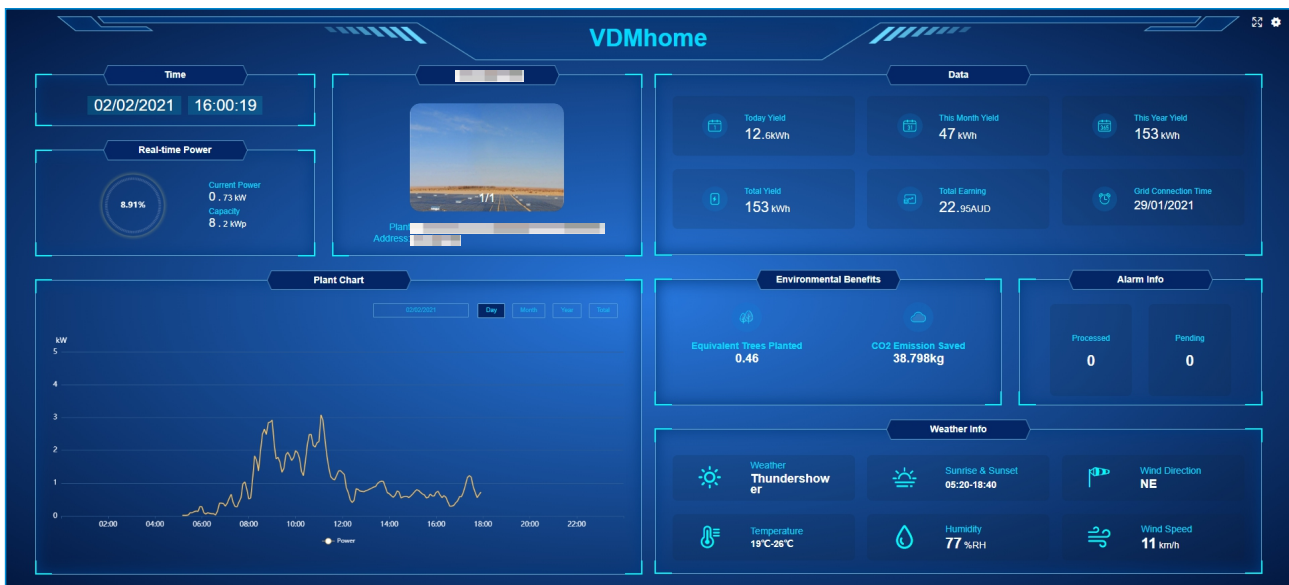 VDMhome
Time
02/02/2021 16:00:19
Real-time Power
8.91%
Current Power
0 . 73 kW
Capacity
8 . 2 kWp
1/1
Plant
Address
Data
Today Yield
12.6kWh
This Month Yield
47 kWh
This Year Yield
153 kWh
Total Yield
153 kWh
Total Earning
22.95AUD
Grid Connection Time
29/01/2021
Plant Chart
02/02/2021 Day Month Year Total
kW
5
4
3
2
1
0
02:00 04:00 06:00 08:00 10:00 12:00 14:00 16:00 18:00 20:00 22:00
Power
Environmental Benefits
Equivalent Trees Planted
0.46
CO2 Emission Saved
38.798kg
Alarm Info
Processed
0
Pending
0
Weather Info
Weather
Thundershow
er
Sunrise & Sunset
05:20-18:40
Wind Direction
NE
Temperature
19℃-26℃
Humidity
77 %RH
Wind Speed
11 km/h